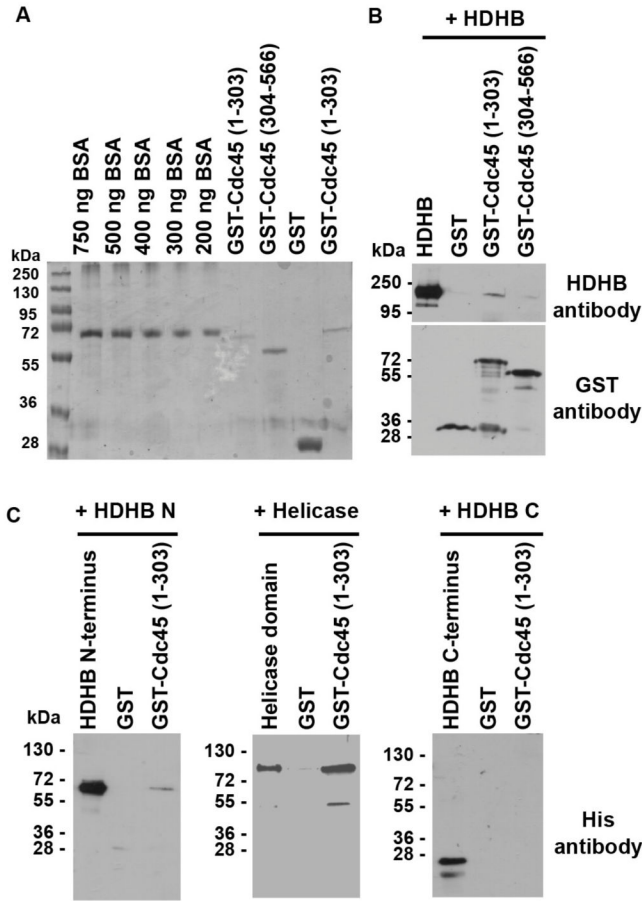 A
750 ng BSA
500 ng BSA
400 ng BSA
300 ng BSA
200 ng BSA
GST-Cdc45 (1-303)
GST-Cdc45 (304-566)
GST
GST-Cdc45 (1-303)
kDa
250
130
95
72
55
36
28
B
+ HDHB
HDHB
GST
GST-Cdc45 (1-303)
GST-Cdc45 (304-566)
kDa
250 -
95 -
HDHB
antibody
72 -
55 -
36 -
28 -
GST
antibody
C
+ HDHB N
HDHB N-terminus
GST
GST-Cdc45 (1-303)
kDa
130 -
72 -
55 -
36 -
28 -
+ Helicase
Helicase domain
GST
GST-Cdc45 (1-303)
130 -
72 -
55 -
36 -
28 -
+ HDHB C
HDHB C-terminus
GST
GST-Cdc45 (1-303)
130 -
72 -
55 -
36 -
28 -
His
antibody